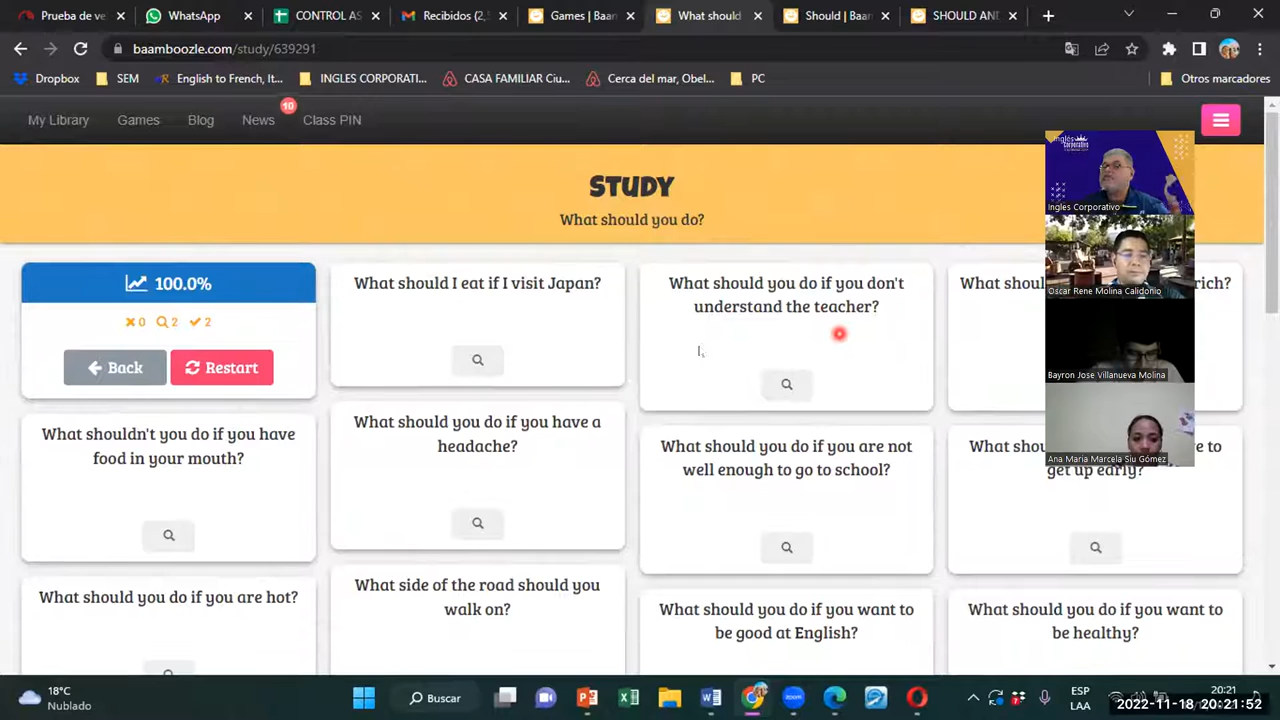 Prueba de ve
WhatsApp
CONTROL AS
Recibidos (2,5
Games | Baam
What should
Should | Baam
SHOULD AND
baamboozle.com/study/639291
Dropbox
SEM
English to French, It...
INGLES CORPORATI...
CASA FAMILIAR Ciu...
Cerca del mar, Obel...
PC
Otros marcadores
My Library
Games
Blog
News
10
Class PIN
STUDY
What should you do?
100.0%
0
2
2
Back
Restart
What should I eat if I visit Japan?
What should you do if you don't
understand the teacher?
What shoul
rich?
Ingles Corporativo
Oscar Rene Molina Calidonio
Bayron Jose Villanueva Molina
Ana Maria Marcela Siu Gómez
What shouldn't you do if you have
food in your mouth?
What should you do if you have a
headache?
What should you do if you are not
well enough to go to school?
What shou
e to
get up early?
What should you do if you are hot?
What side of the road should you
walk on?
What should you do if you want to
be good at English?
What should you do if you want to
be healthy?
18°C
Nublado
Buscar
ESP
LAA
20:21
2022-11-18 20:21:52